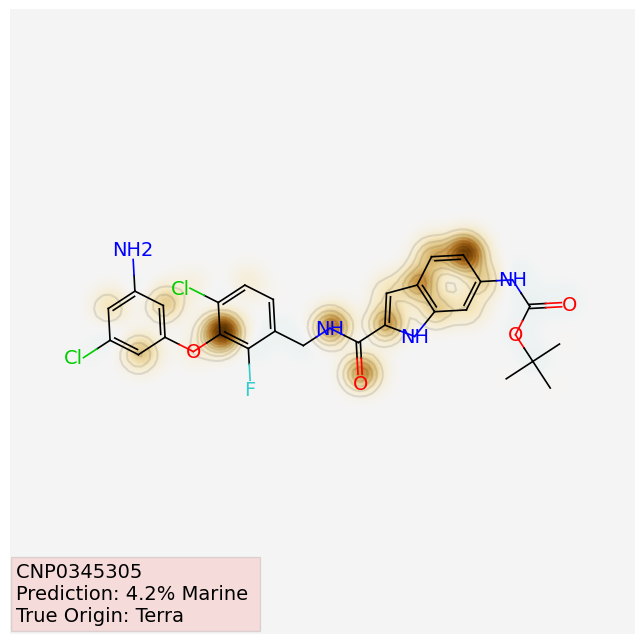 NH2
Cl
Cl
NH
NH
O
NH
O
O
O
F
CNP0345305
Prediction: 4.2% Marine
True Origin: Terra